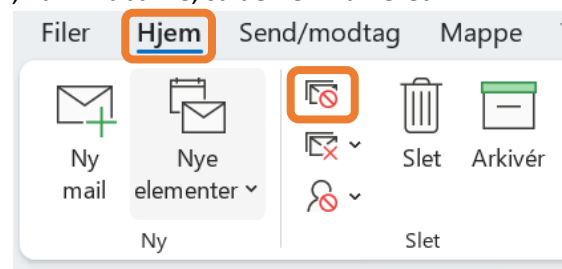 Filer Hjem Send/modtag Mappe
Ny mail
Nye elementer
Slet
Arkivér
Ny
Slet